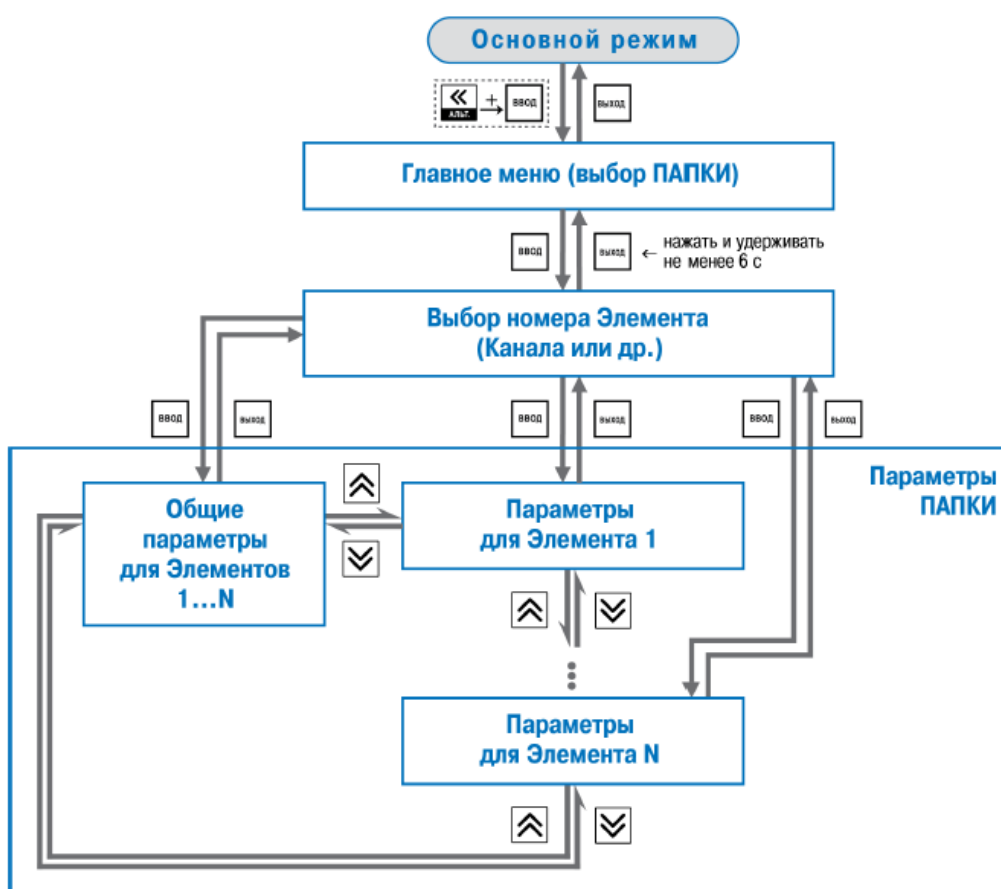 Основной режим
АЛЬТ. + ВВОД
ВЫХОД
Главное меню (выбор ПАПКИ)
ВВОД
ВЫХОД
← нажать и удерживать
не менее 6 с
Выбор номера Элемента
(Канала или др.)
ВВОД
ВЫХОД
ВВОД
ВЫХОД
ВВОД
ВЫХОД
Параметры
ПАПКИ
Общие
параметры
для Элементов
1...N
Параметры
для Элемента 1
Параметры
для Элемента N